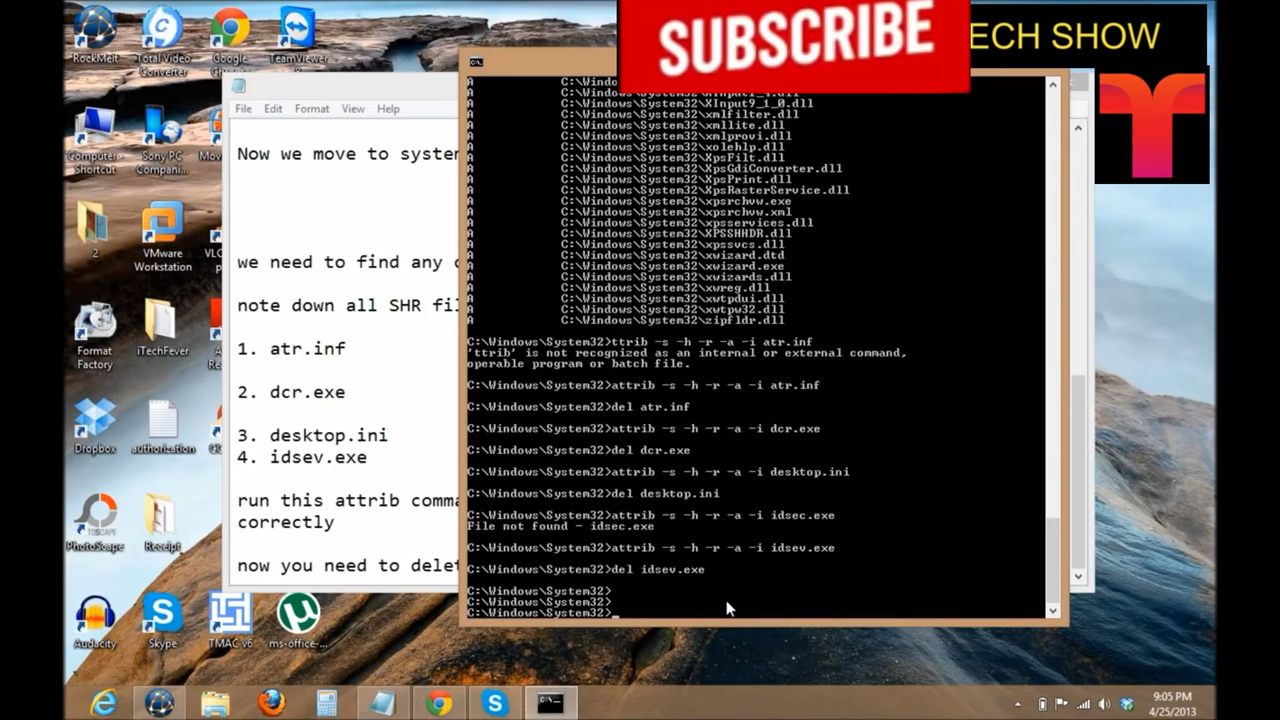 SUBSCRIBE
ECH SHOW
RockMelt
Total Video Converter
Google
TeamViewer
Computer Shortcut
Sony PC Compani...
2
VMware Workstation
Format Factory
iTechFever
Dropbox
authorization
PhotoScape
Receipt
Audacity
Skype
TMAC v6
ms-office-...
File Edit Format View Help
Now we move to system
we need to find any
note down all SHR fil
1. atr.inf
2. dcr.exe
3. desktop.ini
4. idsev.exe
run this attrib comma
correctly
now you need to delet
A C:\Windo
A C:\Windows\System32\XInput9_1_0.dll
A C:\Windows\System32\xmlfilter.dll
A C:\Windows\System32\xmllite.dll
A C:\Windows\System32\xmlprovi.dll
A C:\Windows\System32\xolehlp.dll
A C:\Windows\System32\XpsFilt.dll
A C:\Windows\System32\XpsGdiConverter.dll
A C:\Windows\System32\XpsPrint.dll
A C:\Windows\System32\XpsRasterService.dll
A C:\Windows\System32\xpsrchvw.exe
A C:\Windows\System32\xpsrchvw.xml
A C:\Windows\System32\xpsservices.dll
A C:\Windows\System32\XPSSHHDR.dll
A C:\Windows\System32\xpssvcs.dll
A C:\Windows\System32\xwizard.dtd
A C:\Windows\System32\xwizard.exe
A C:\Windows\System32\xwizards.dll
A C:\Windows\System32\xwreg.dll
A C:\Windows\System32\xwtpdui.dll
A C:\Windows\System32\xwtpw32.dll
A C:\Windows\System32\zipfldr.dll
C:\Windows\System32>ttrib -s -h -r -a -i atr.inf
'ttrib' is not recognized as an internal or external command,
operable program or batch file.
C:\Windows\System32>attrib -s -h -r -a -i atr.inf
C:\Windows\System32>del atr.inf
C:\Windows\System32>attrib -s -h -r -a -i dcr.exe
C:\Windows\System32>del dcr.exe
C:\Windows\System32>attrib -s -h -r -a -i desktop.ini
C:\Windows\System32>del desktop.ini
C:\Windows\System32>attrib -s -h -r -a -i idsec.exe
File not found - idsec.exe
C:\Windows\System32>attrib -s -h -r -a -i idsev.exe
C:\Windows\System32>del idsev.exe
C:\Windows\System32>
C:\Windows\System32>
C:\Windows\System32>_
9:05 PM
4/25/2013